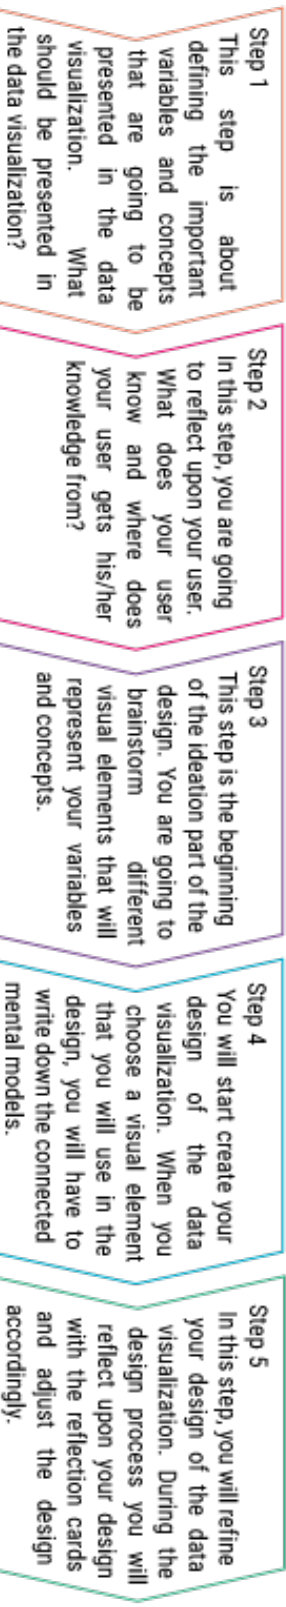 Step 1
This step is about
defining the important
variables and concepts
that are going to be
presented in the data
visualization. What
should be presented in
the data visualization?
Step 2
In this step, you are going
to reflect upon your user.
What does your user
know and where does
your user gets his/her
knowledge from?
Step 3
This step is the beginning
of the ideation part of the
design. You are going to
brainstorm different
visual elements that will
represent your variables
and concepts.
Step 4
You will start create your
design of the data
visualization. When you
choose a visual element
that you will use in the
design, you will have to
write down the connected
mental models.
Step 5
In this step, you will refine
your design of the data
visualization. During the
design process you will
reflect upon your design
with the reflection cards
and adjust the design
accordingly.